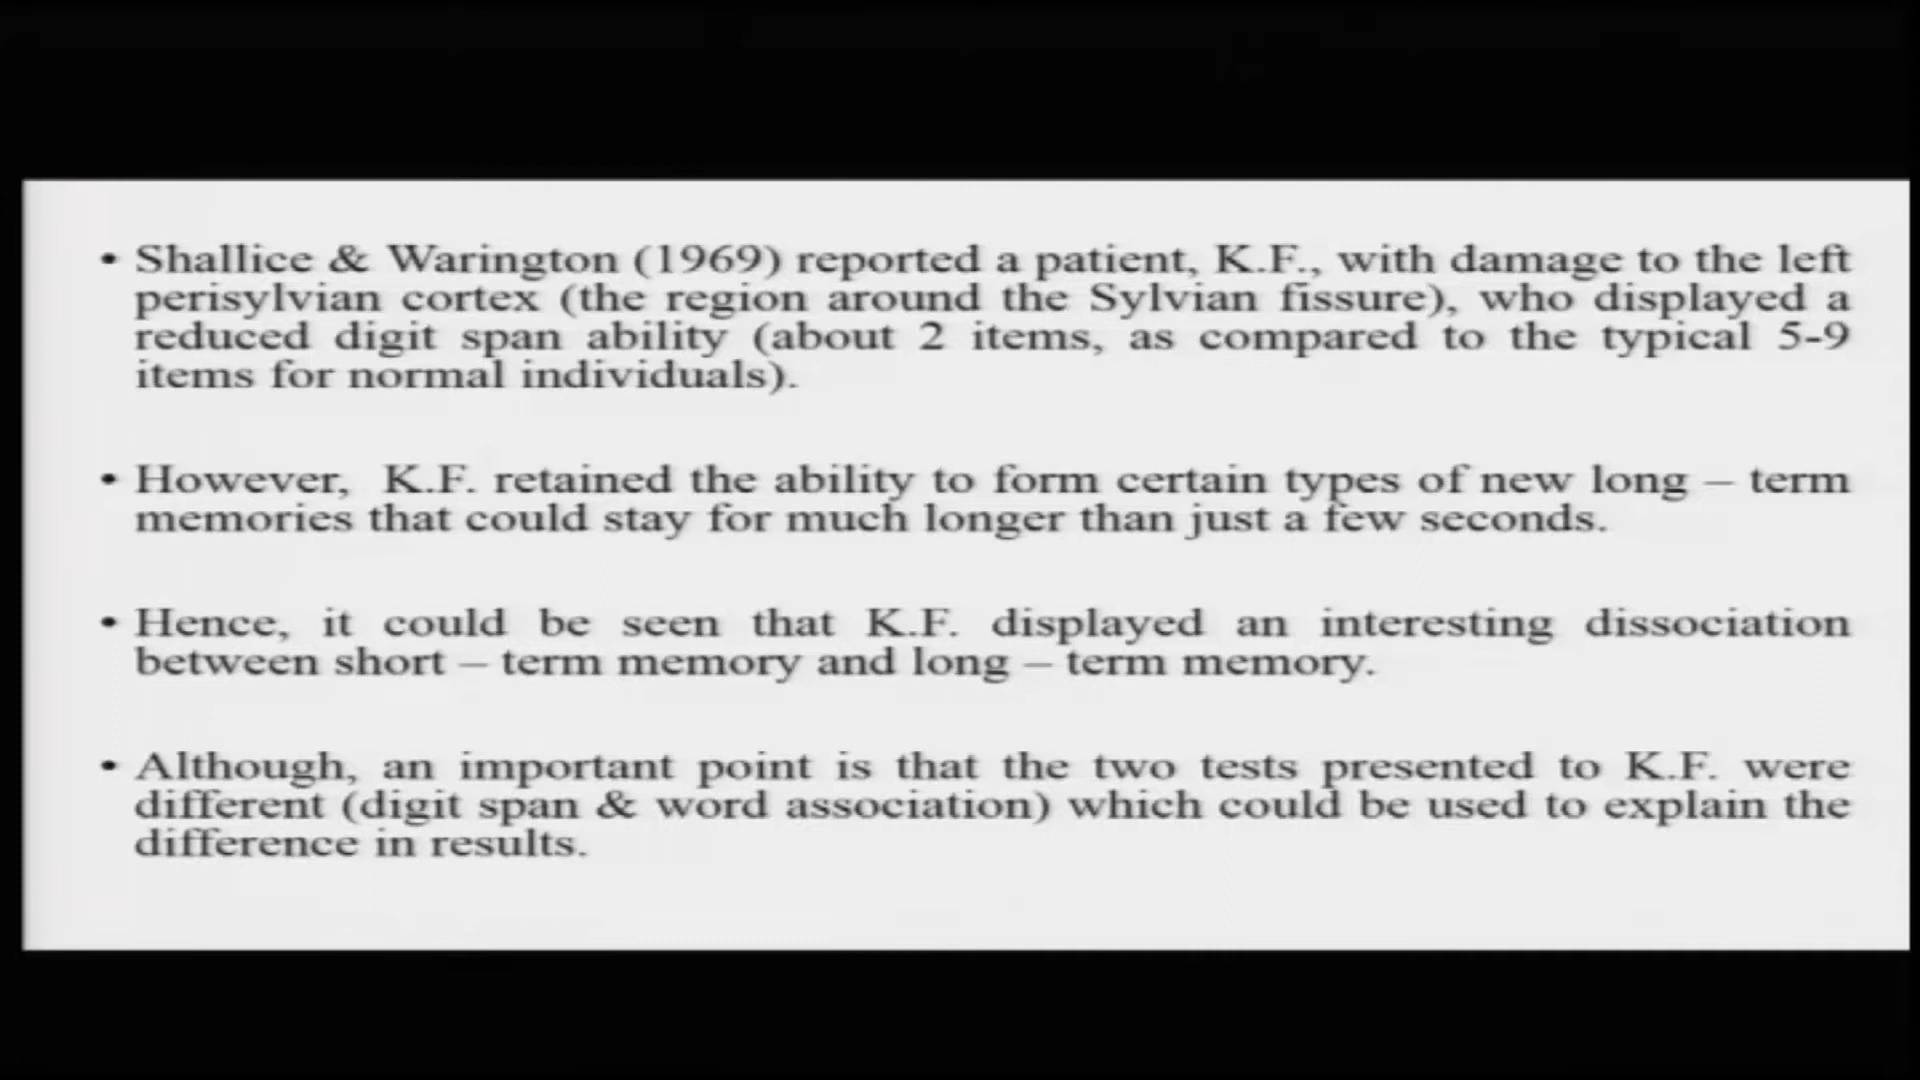 • Shallice & Warington (1969) reported a patient, K.F., with damage to the left
perisylvian cortex (the region around the Sylvian fissure), who displayed a
reduced digit span ability (about 2 items, as compared to the typical 5-9
items for normal individuals).
• However, K.F. retained the ability to form certain types of new long – term
memories that could stay for much longer than just a few seconds.
• Hence, it could be seen that K.F. displayed an interesting dissociation
between short – term memory and long – term memory.
• Although, an important point is that the two tests presented to K.F. were
different (digit span & word association) which could be used to explain the
difference in results.